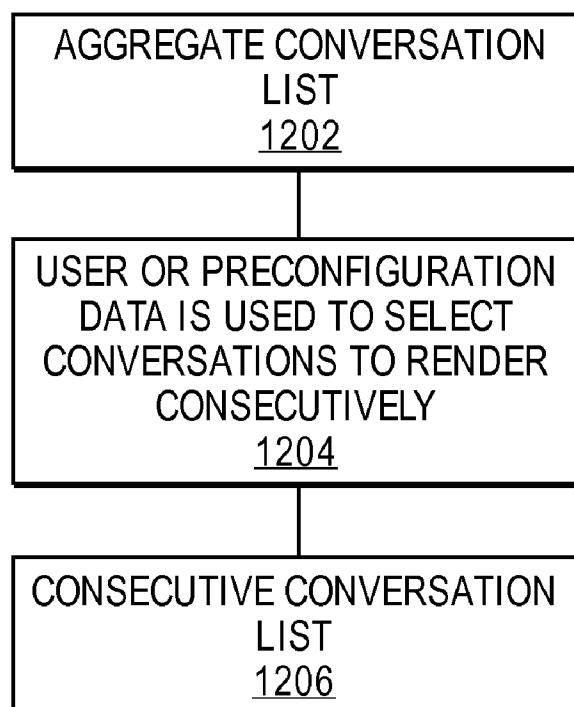 AGGREGATE CONVERSATION
LIST
1202
USER OR PRECONFIGURATION
DATA IS USED TO SELECT
CONVERSATIONS TO RENDER
CONSECUTIVELY
1204
CONSECUTIVE CONVERSATION
LIST
1206